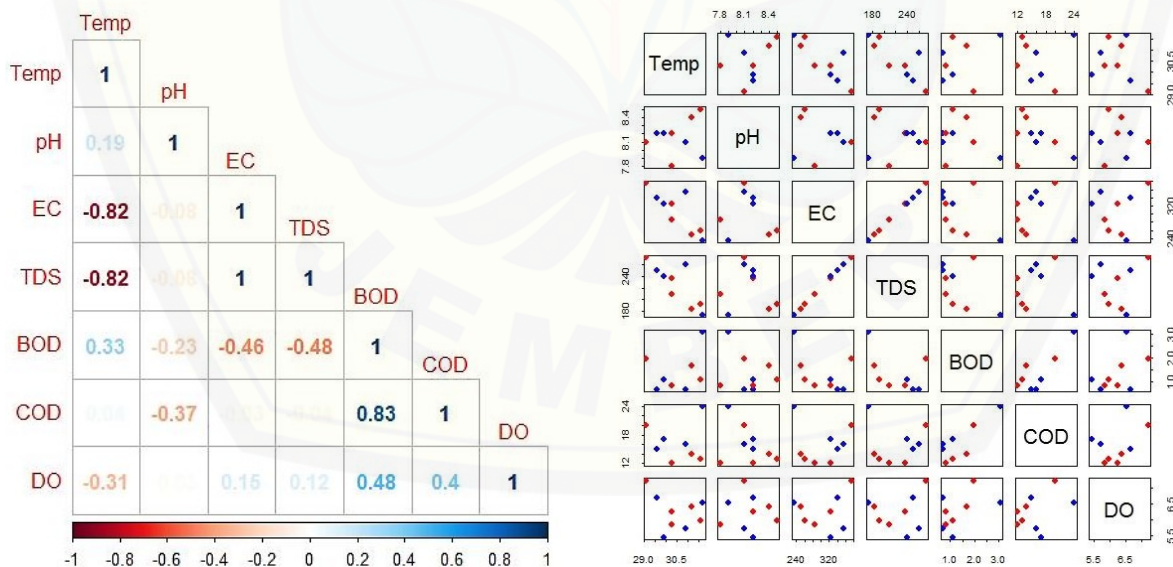 Temp
Temp 1
pH
pH 0.19 1
EC
EC -0.82 -0.08 1
TDS
TDS -0.82 -0.08 1 1
BOD
BOD 0.33 -0.23 -0.46 -0.48 1
COD
COD -0.37 0.83 1
DO
DO -0.31 0.15 0.12 0.48 0.4 1
-1 -0.8 -0.6 -0.4 -0.2 0 0.2 0.4 0.6 0.8 1
7.8 8.1 8.4 180 240 12 18 24
Temp 29.0 30.5
7.8 8.1 8.4 pH
EC 240 320
180 240 TDS
BOD 1.0 2.0 3.0
12 18 24 COD
DO 5.5 6.5
29.0 30.5 240 320 1.0 2.0 3.0 5.5 6.5
JEMBER